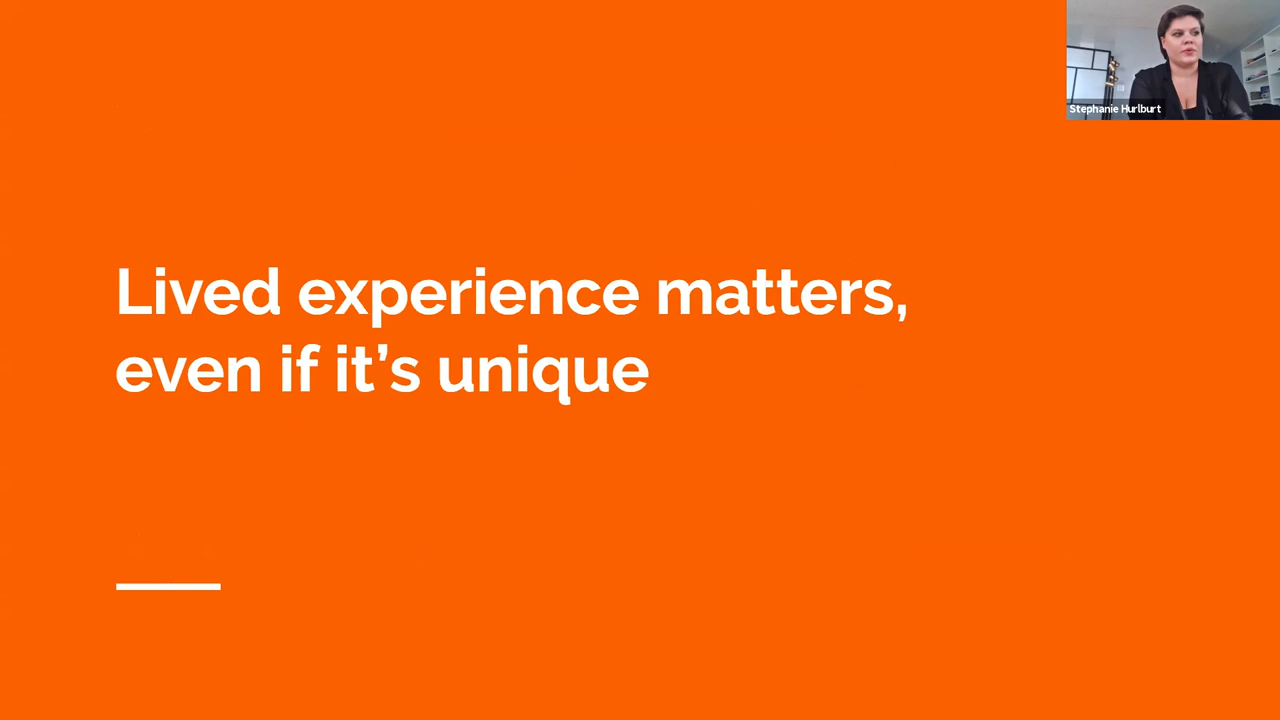 Stephanie Hurlburt
Lived experience matters,
even if it’s unique